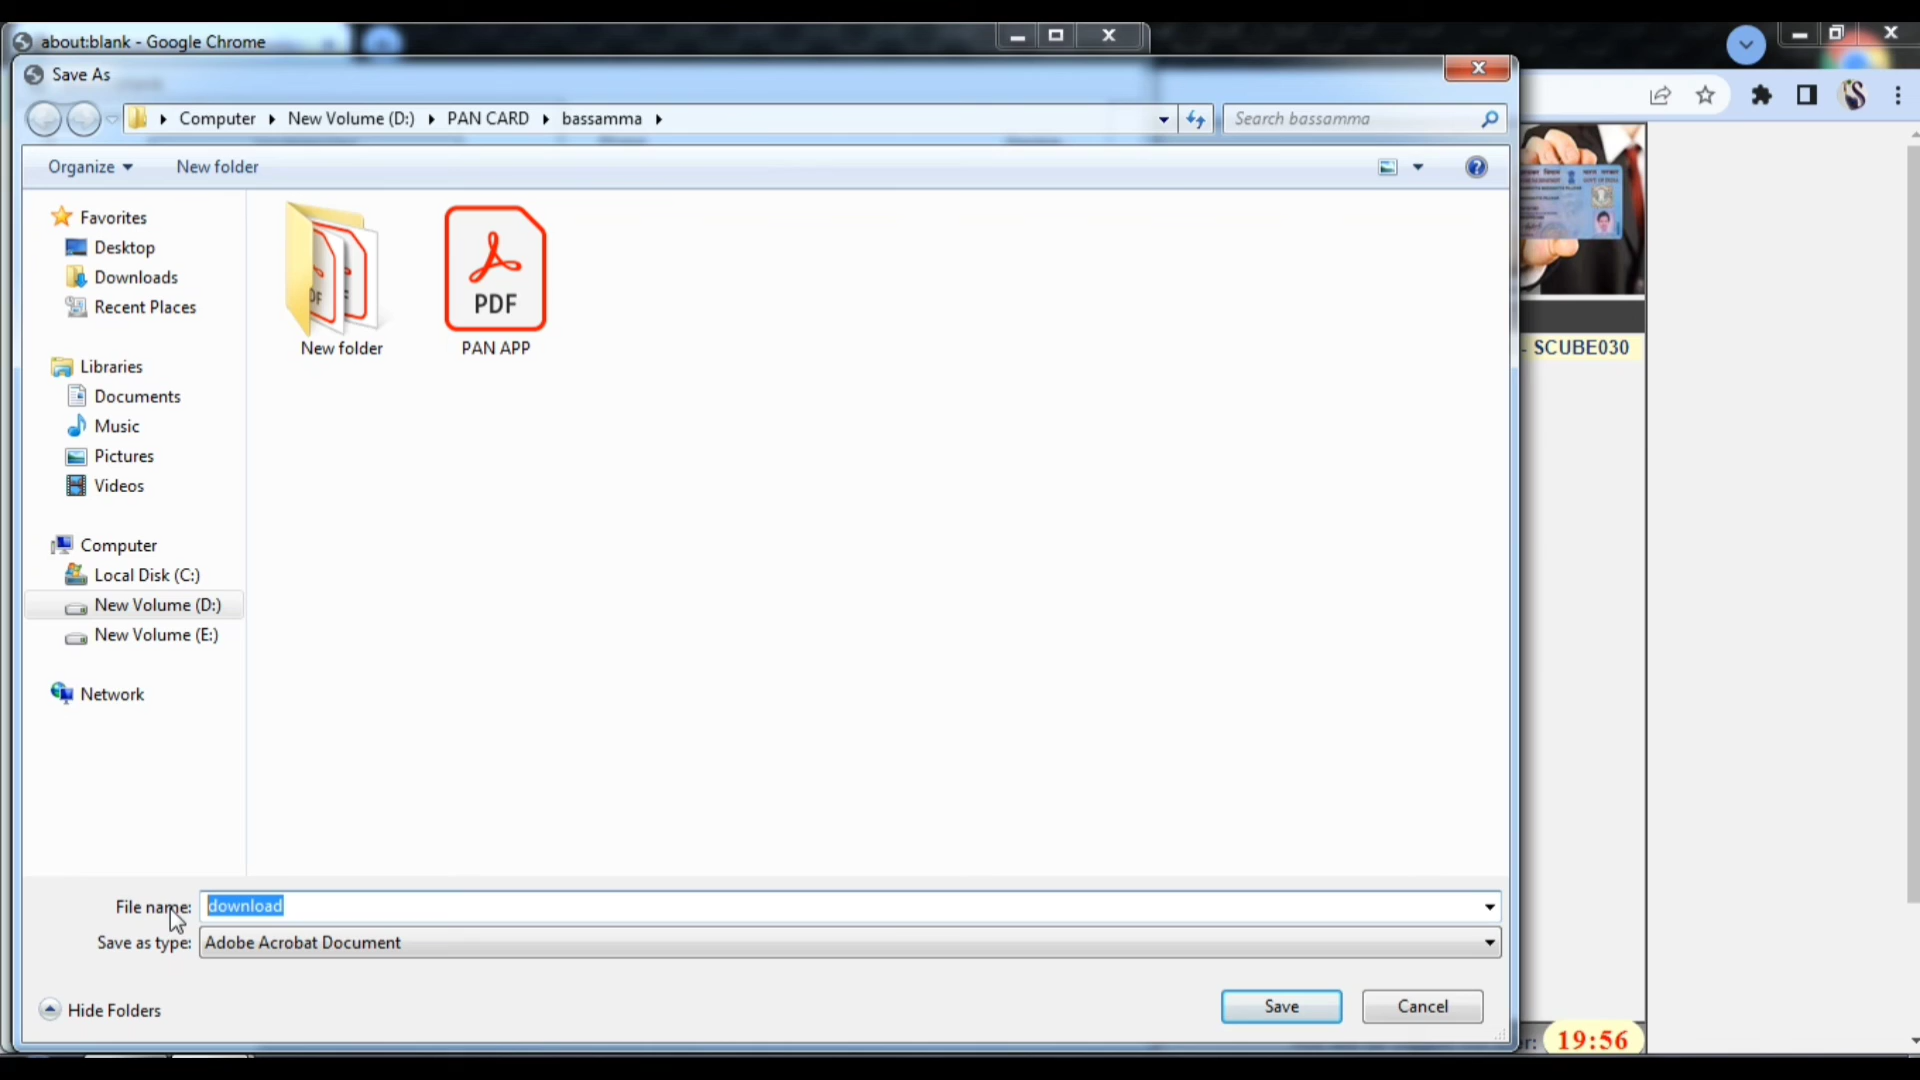 about:blank - Google Chrome
Save As
Computer
New Volume (D:)
PAN CARD
bassamma
Search bassamma
Organize
New folder
Favorites
Desktop
Downloads
Recent Places
Libraries
Documents
Music
Pictures
Videos
Computer
Local Disk (C:)
New Volume (D:)
New Volume (E:)
Network
New folder
PDF
PAN APP
- SCUBE030
File name: download
Save as type: Adobe Acrobat Document
Hide Folders
Save
Cancel
19:56